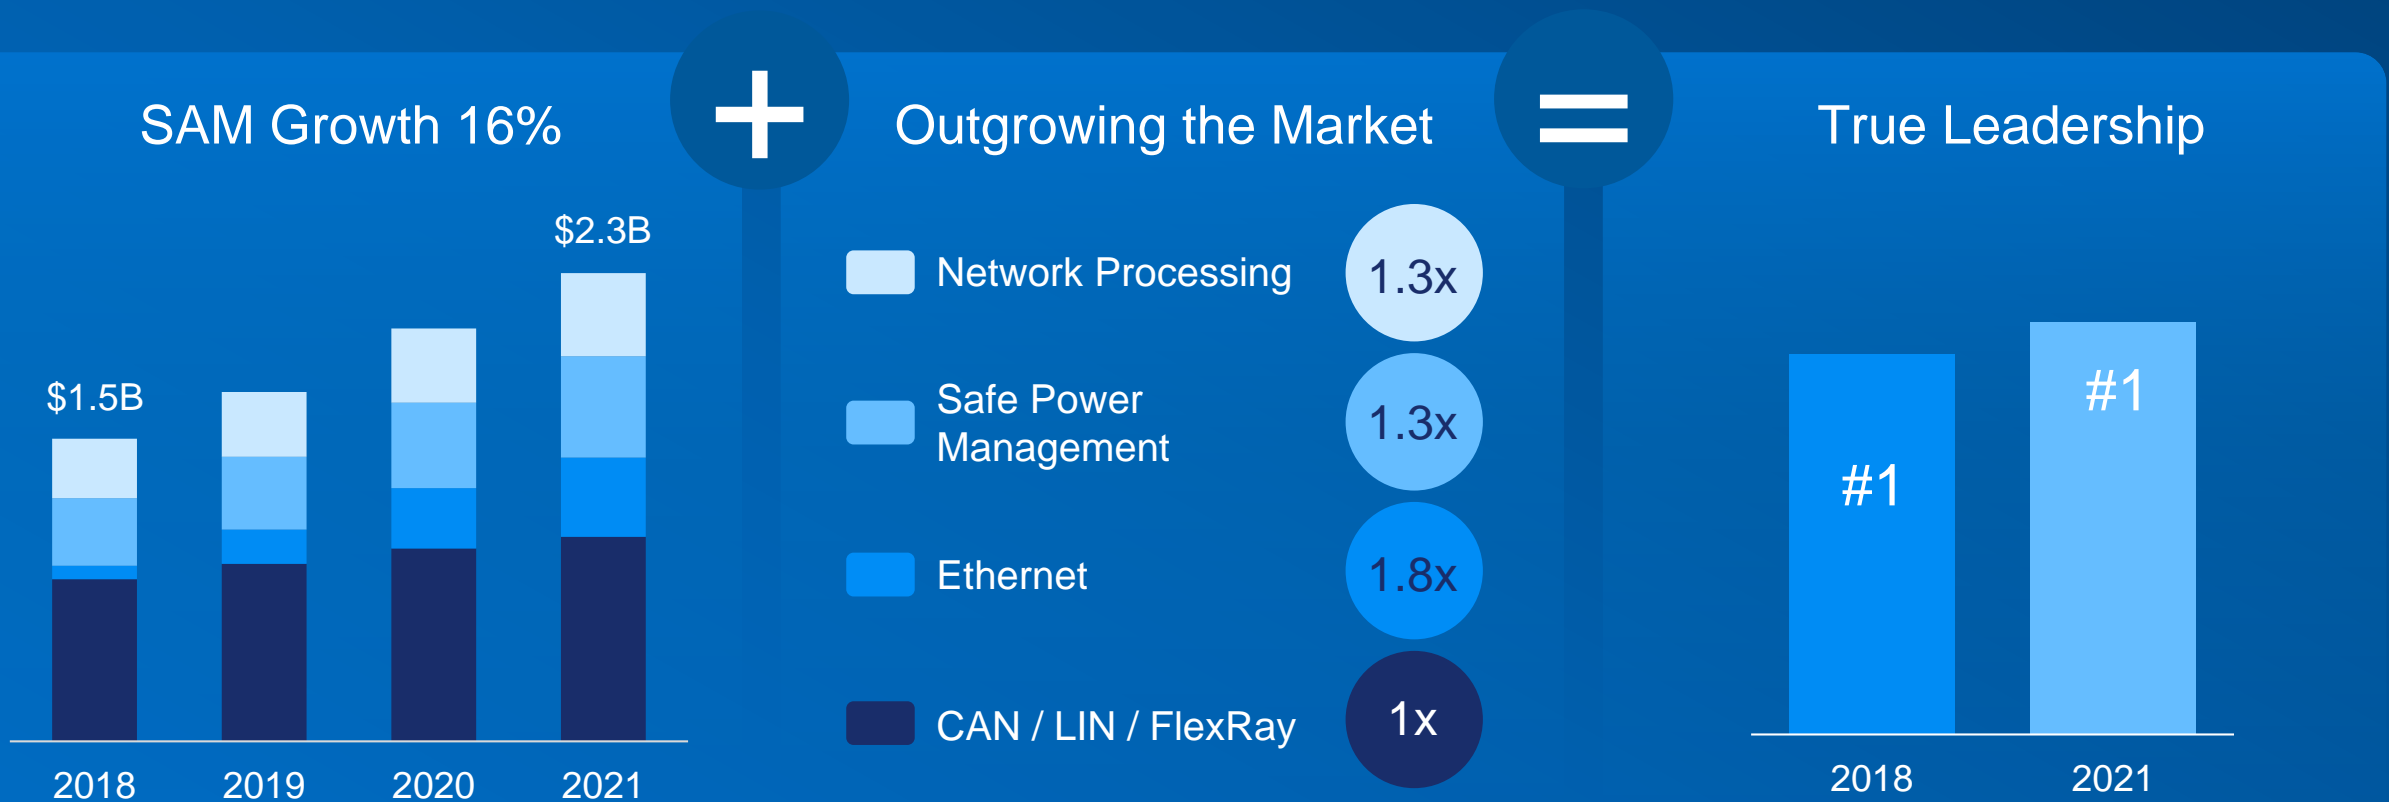 SAM Growth 16%
$1.5B
$2.3B
2018 2019 2020 2021
+
Outgrowing the Market
Network Processing 1.3x
Safe Power
Management
1.3x
Ethernet 1.8x
CAN / LIN / FlexRay 1x
=
True Leadership
#1
#1
2018 2021